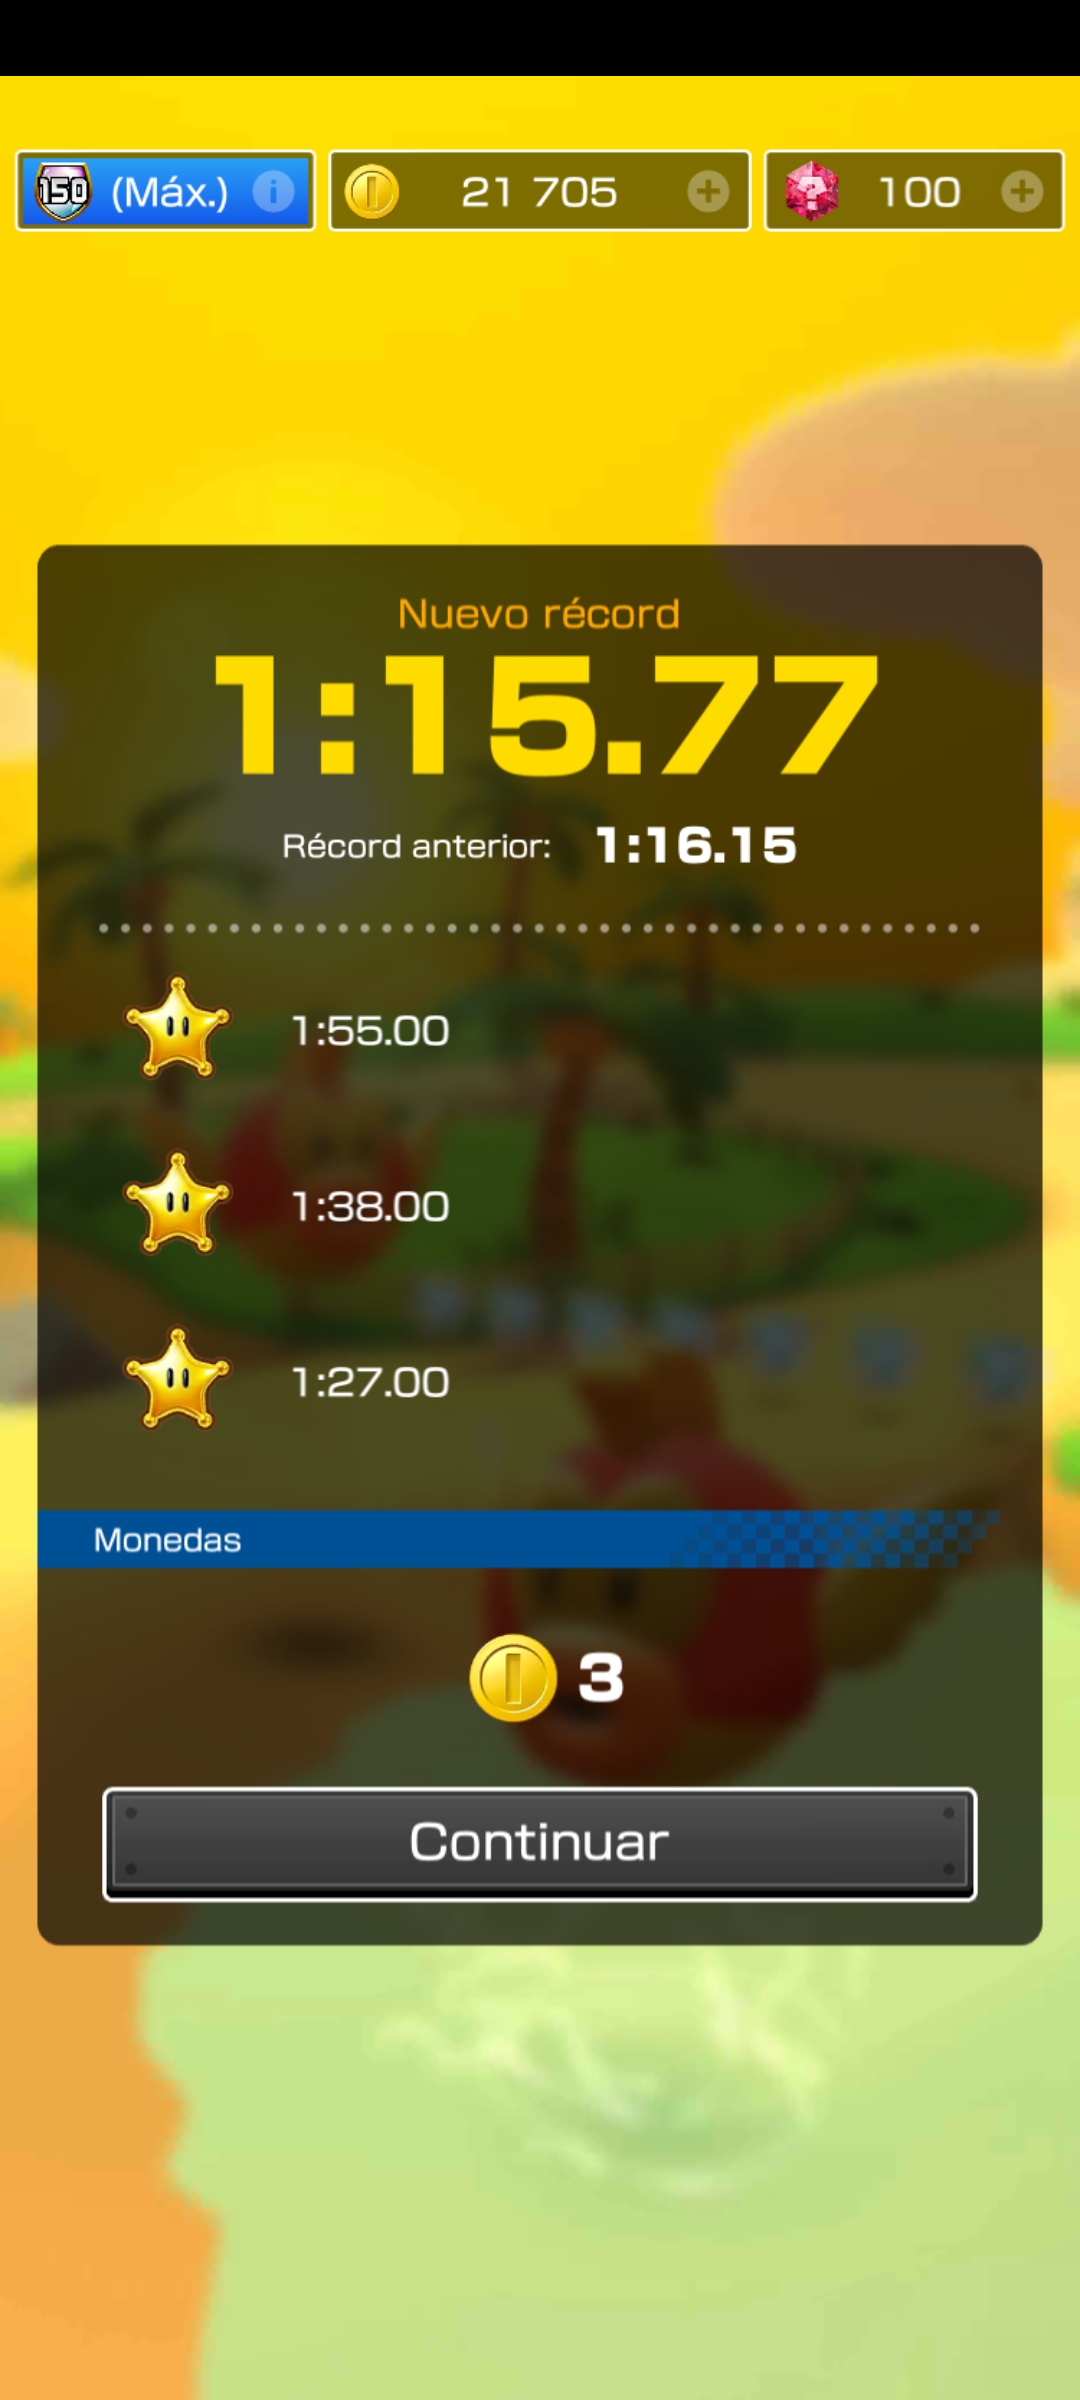 150 (Máx.) i 21 705 + ? 100 +
Nuevo récord
1:15.77
Récord anterior: 1:16.15
1:55.00
1:38.00
1:27.00
Monedas
3
Continuar